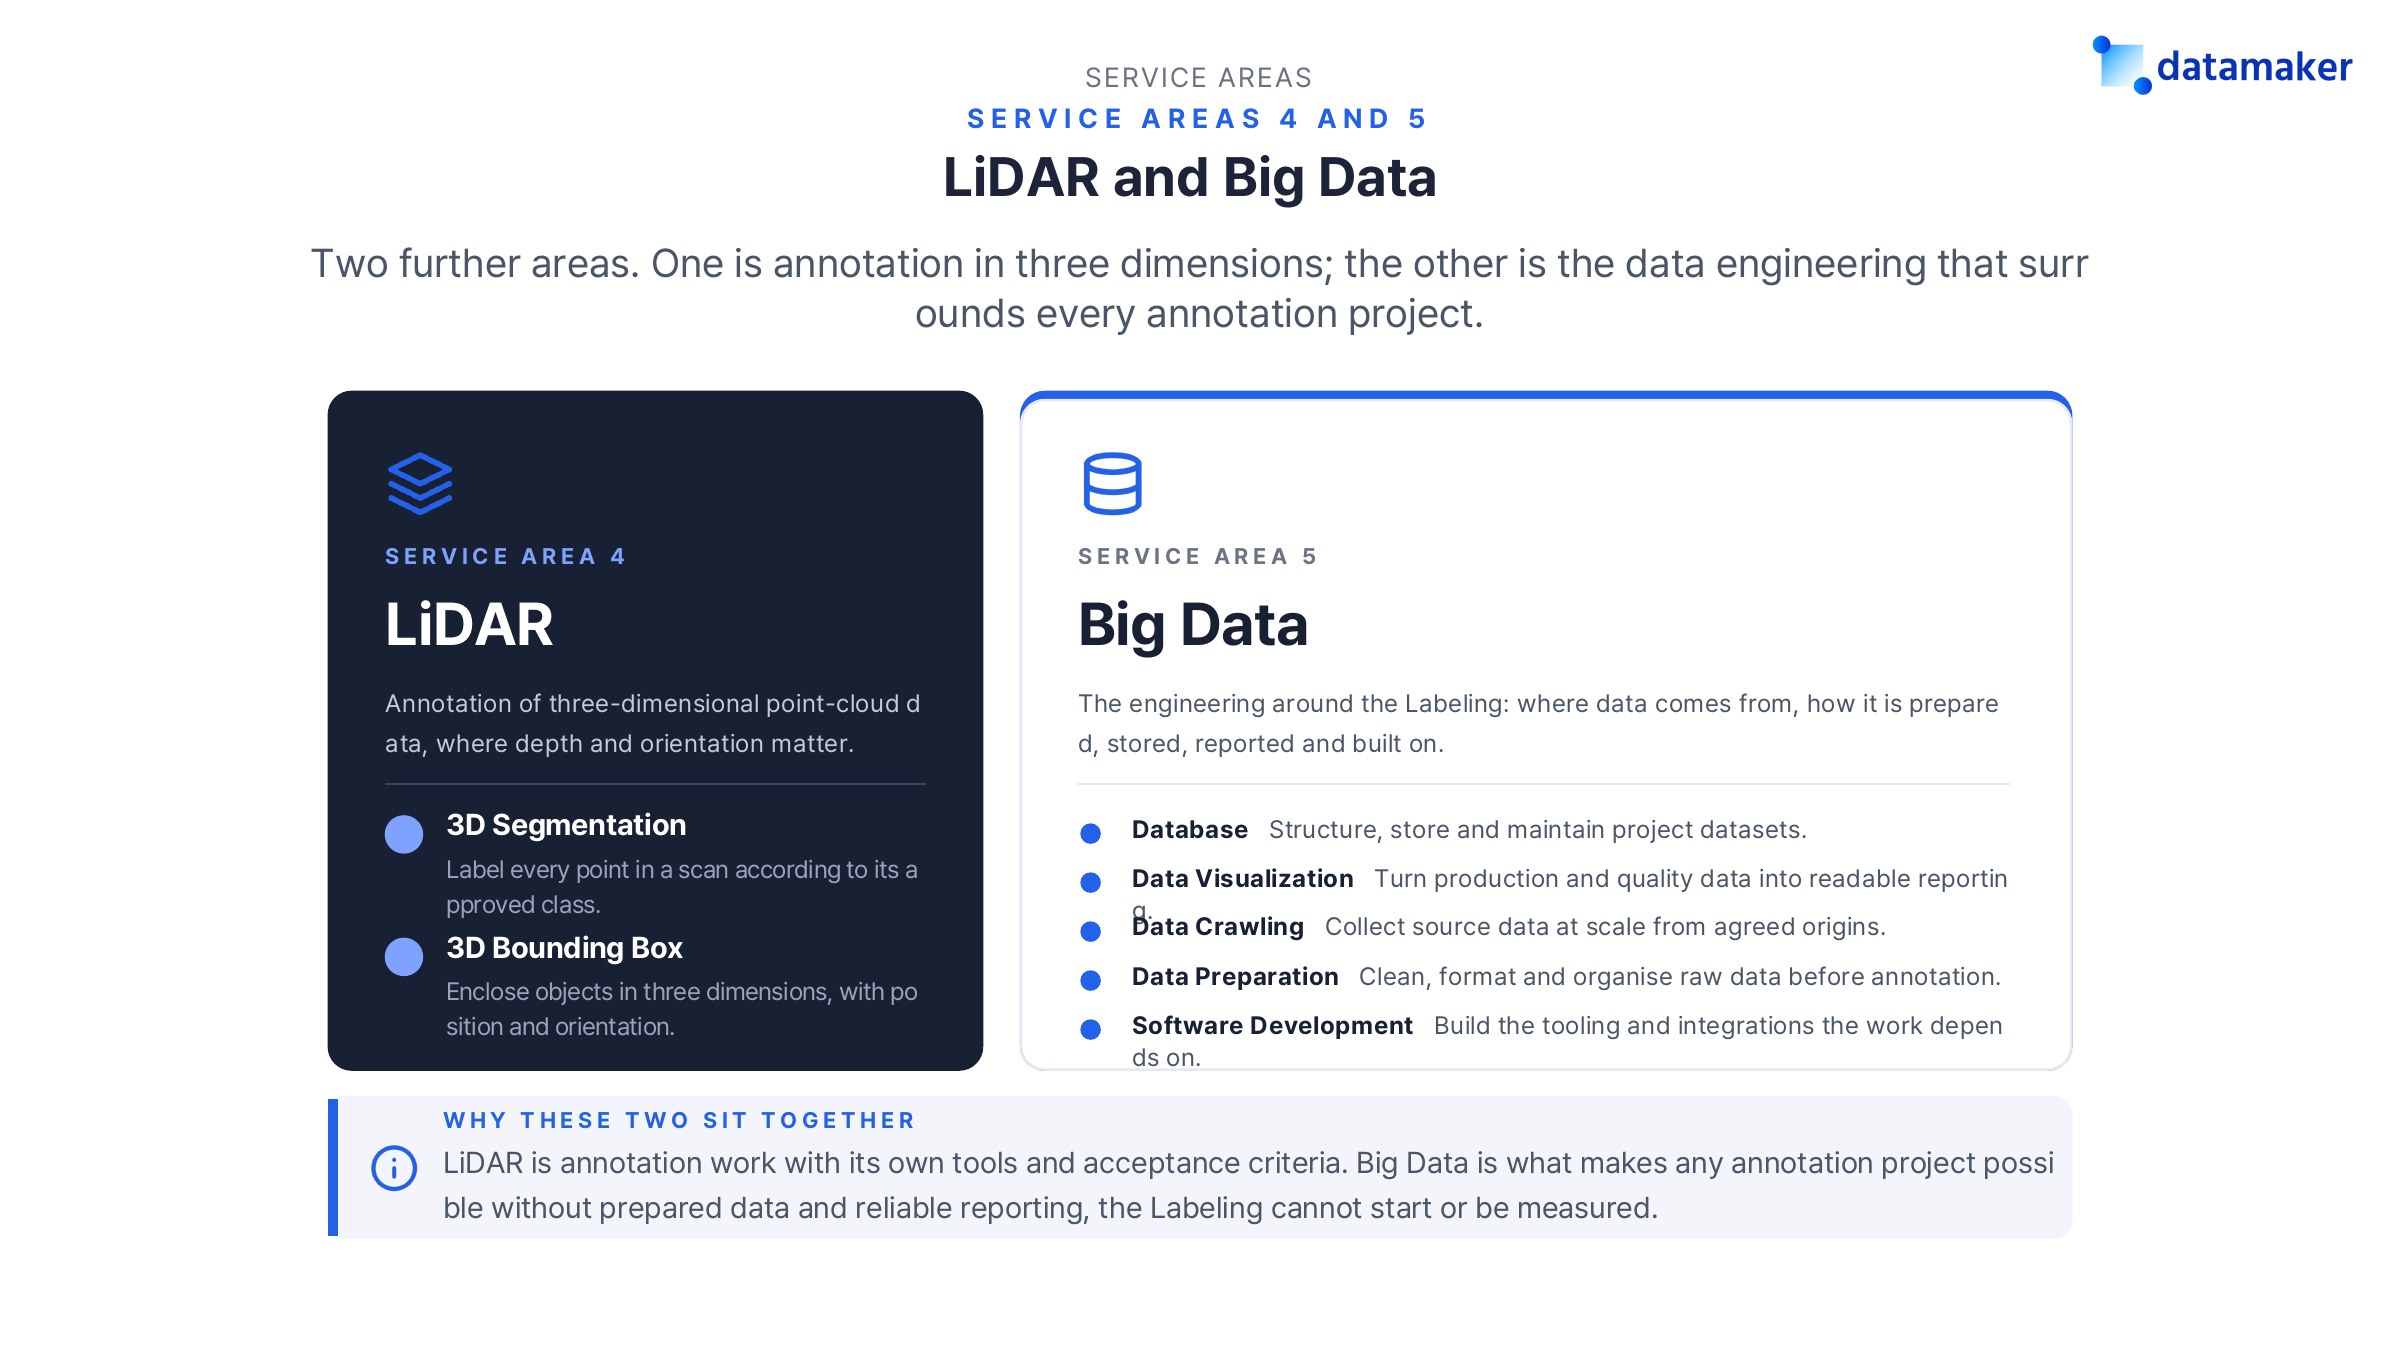 datamaker
SERVICE AREAS
SERVICE AREAS 4 AND 5
LiDAR and Big Data
Two further areas. One is annotation in three dimensions; the other is the data engineering that surr
ounds every annotation project.
SERVICE AREA 4
LiDAR
Annotation of three-dimensional point-cloud d
ata, where depth and orientation matter.
3D Segmentation
Label every point in a scan according to its a
pproved class.
3D Bounding Box
Enclose objects in three dimensions, with po
sition and orientation.
SERVICE AREA 5
Big Data
The engineering around the Labeling: where data comes from, how it is prepare
d, stored, reported and built on.
Database Structure, store and maintain project datasets.
Data Visualization Turn production and quality data into readable reportin
g.
Data Crawling Collect source data at scale from agreed origins.
Data Preparation Clean, format and organise raw data before annotation.
Software Development Build the tooling and integrations the work depen
ds on.
WHY THESE TWO SIT TOGETHER
LiDAR is annotation work with its own tools and acceptance criteria. Big Data is what makes any annotation project possi
ble without prepared data and reliable reporting, the Labeling cannot start or be measured.